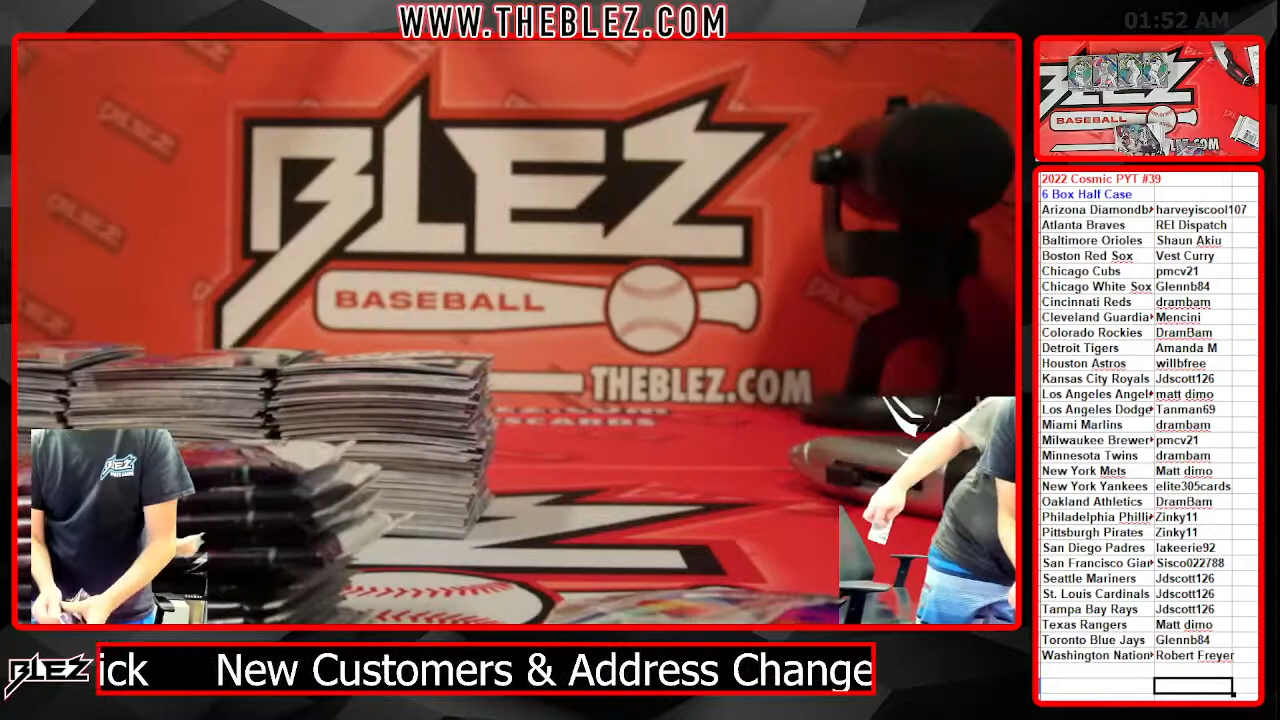 WWW.THEBLEZ.COM
01:52 AM
BLEZ
BASEBALL
THEBLEZ.COM
BLEZ
BASEBALL
BLEZ
2022 Cosmic PYT #39
6 Box Half Case
Arizona Diamondb harveyiscool107
Atlanta Braves REI Dispatch
Baltimore Orioles Shaun Akiu
Boston Red Sox Vest Curry
Chicago Cubs pmcv21
Chicago White Sox Glennb84
Cincinnati Reds drambam
Cleveland Guardia Mencini
Colorado Rockies DramBam
Detroit Tigers Amanda M
Houston Astros willhfree
Kansas City Royals Jdscott126
Los Angeles Angel matt dimo
Los Angeles Dodge Tanman69
Miami Marlins drambam
Milwaukee Brewer pmcv21
Minnesota Twins drambam
New York Mets Matt dimo
New York Yankees elite305cards
Oakland Athletics DramBam
Philadelphia Philli Zinky11
Pittsburgh Pirates Zinky11
San Diego Padres lakeerie92
San Francisco Gian Sisco022788
Seattle Mariners Jdscott126
St. Louis Cardinals Jdscott126
Tampa Bay Rays Jdscott126
Texas Rangers Matt dimo
Toronto Blue Jays Glennb84
Washington Nation Robert Freyer
BLEZ
ick New Customers & Address Change